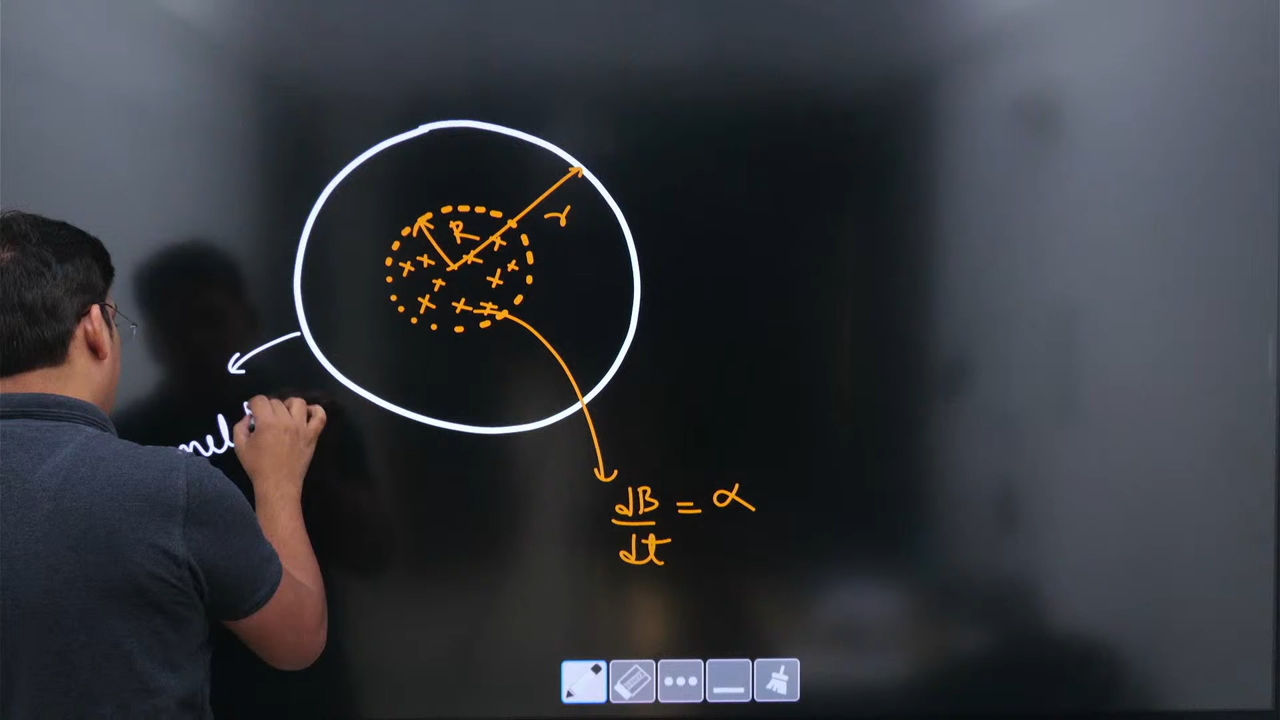 R
r
dB/dt = α